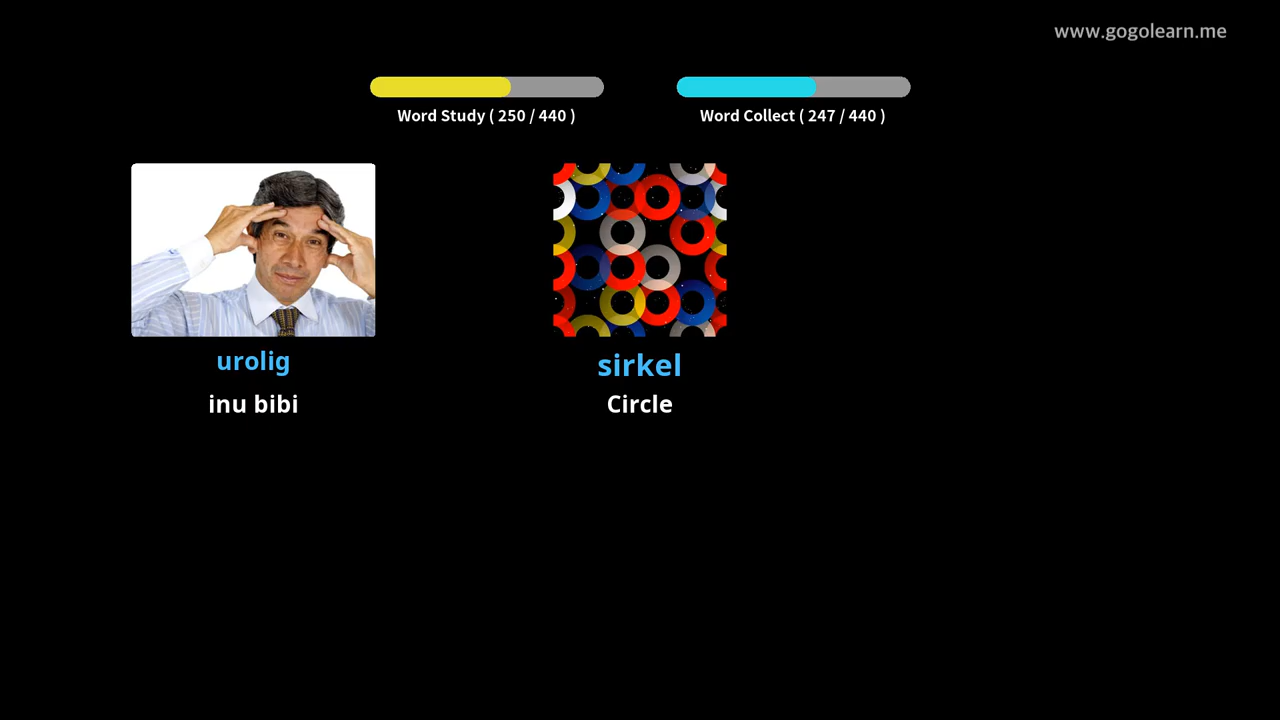 www.gogolearn.me
Word Study ( 250 / 440 )
Word Collect ( 247 / 440 )
urolig
inu bibi
sirkel
Circle